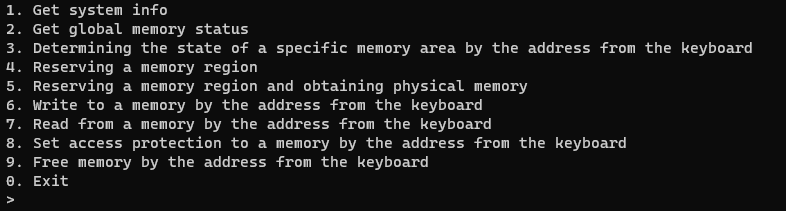 1. Get system info
2. Get global memory status
3. Determining the state of a specific memory area by the address from the keyboard
4. Reserving a memory region
5. Reserving a memory region and obtaining physical memory
6. Write to a memory by the address from the keyboard
7. Read from a memory by the address from the keyboard
8. Set access protection to a memory by the address from the keyboard
9. Free memory by the address from the keyboard
0. Exit
>